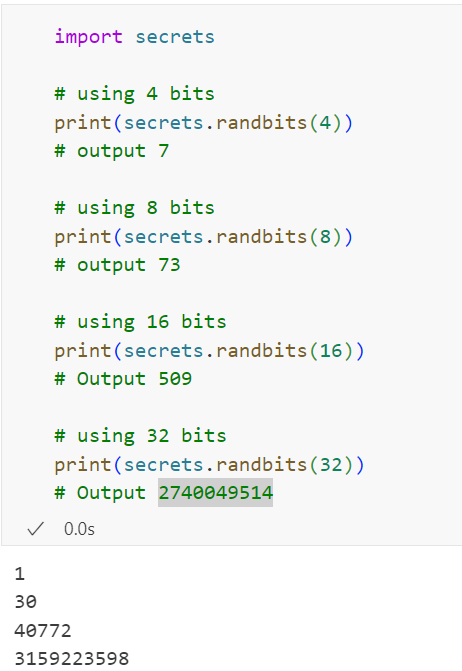 import secrets
# using 4 bits
print(secrets.randbits(4))
# output 7
# using 8 bits
print(secrets.randbits(8))
# output 73
# using 16 bits
print(secrets.randbits(16))
# Output 509
# using 32 bits
print(secrets.randbits(32))
# Output 2740049514
0.0s
1
30
40772
3159223598